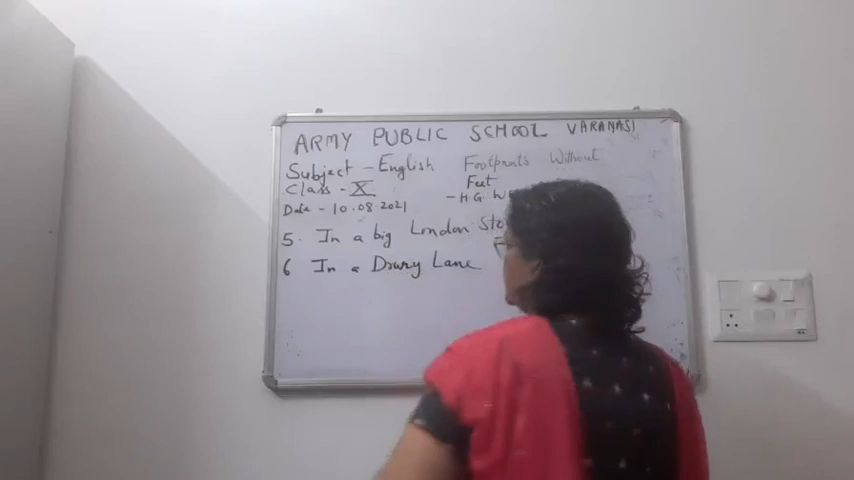 ARMY PUBLIC SCHOOL VARANASI
Subject - English Footprints Without
Class - X Feet
Date - 10.08.2021 - H.G.
5. In a big London
6 In a Drury Lane